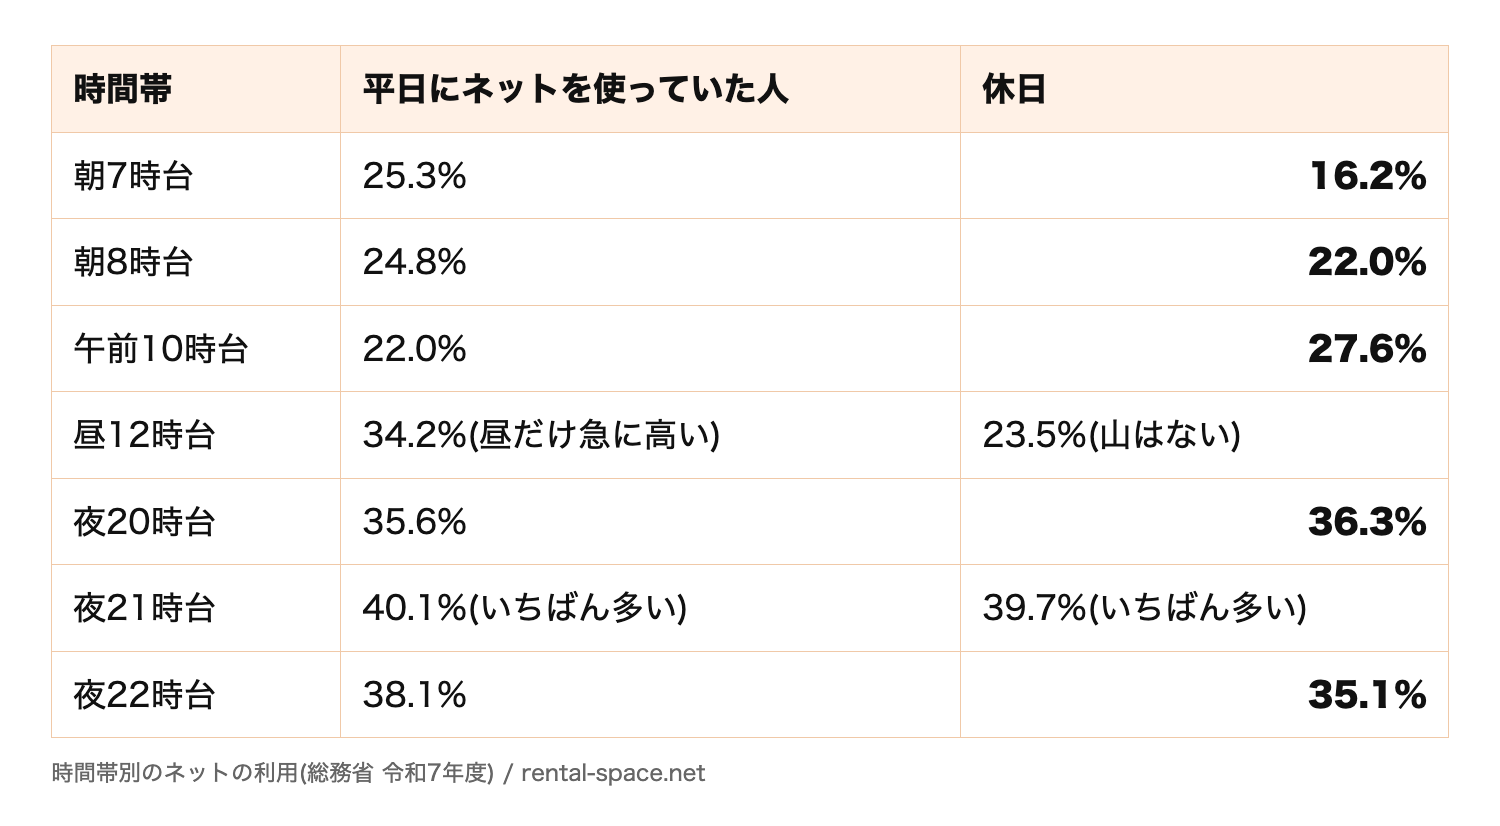 時間帯 平日にネットを使っていた人 休日
朝7時台 25.3% 16.2%
朝8時台 24.8% 22.0%
午前10時台 22.0% 27.6%
昼12時台 34.2%(昼だけ急に高い) 23.5%(山はない)
夜20時台 35.6% 36.3%
夜21時台 40.1%(いちばん多い) 39.7%(いちばん多い)
夜22時台 38.1% 35.1%
時間帯別のネットの利用(総務省 令和7年度) / rental-space.net